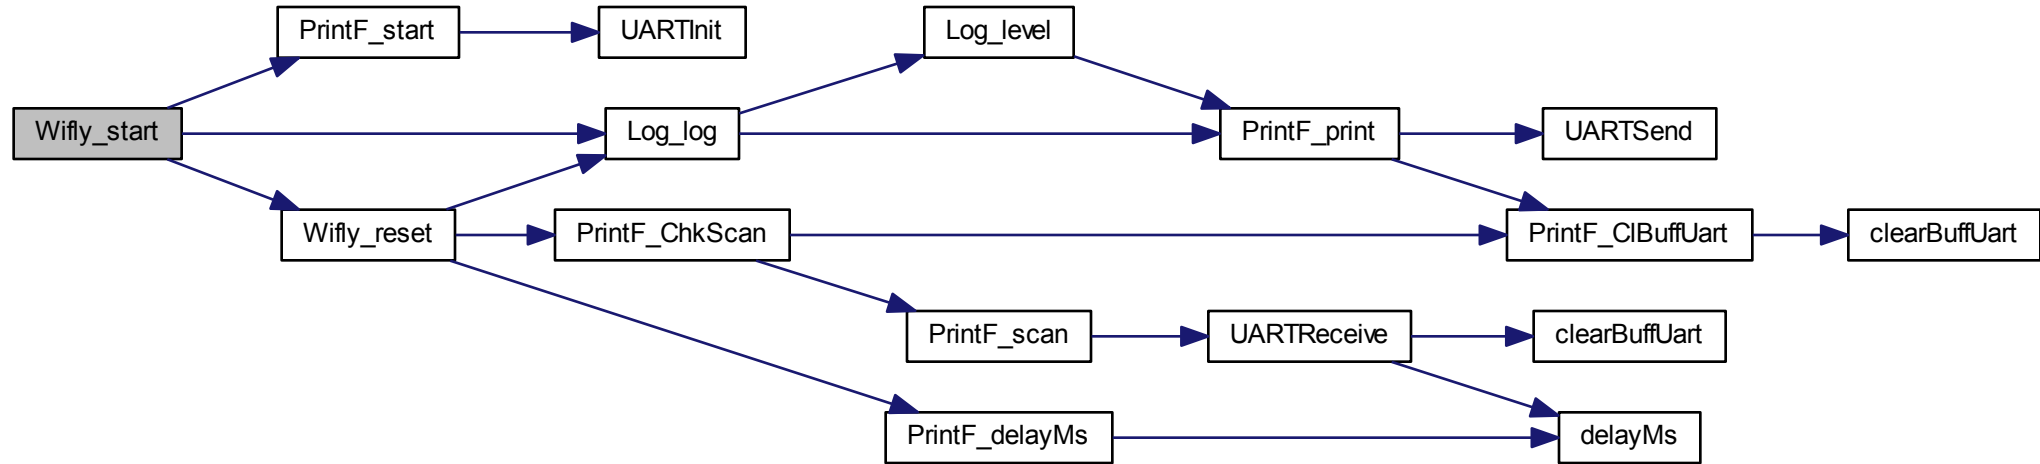 PrintF_start
UARTInit
Log_level
Wifly_start
Log_log
PrintF_print
UARTSend
Wifly_reset
PrintF_ChkScan
PrintF_ClBuffUart
clearBuffUart
PrintF_scan
UARTReceive
clearBuffUart
PrintF_delayMs
delayMs